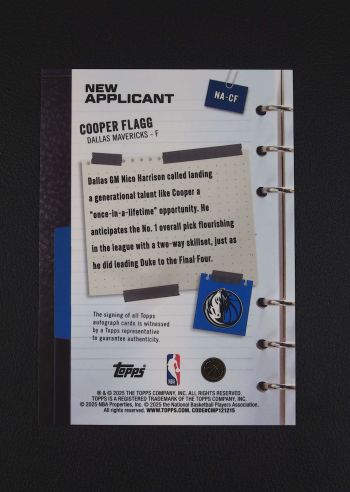 NEW
APPLICANT
NA-CF
COOPER FLAGG
DALLAS MAVERICKS - F
Dallas GM Nico Harrison called landing
a generational talent like Cooper a
"once-in-a-lifetime" opportunity. He
anticipates the No. 1 overall pick flourishing
in the league with a two-way skillset, just as
he did leading Duke to the Final Four.
The signing of all Topps
autograph cards is witnessed
by a Topps representative
to guarantee authenticity.
Topps
NBA
® & © 2025 THE TOPPS COMPANY, INC. ALL RIGHTS RESERVED.
TOPPS IS A REGISTERED TRADEMARK OF THE TOPPS COMPANY, INC.
© 2025 NBA Properties, Inc. © 2025 the National Basketball Players Association.
All rights reserved. WWW.TOPPS.COM. CODE#CMP121215